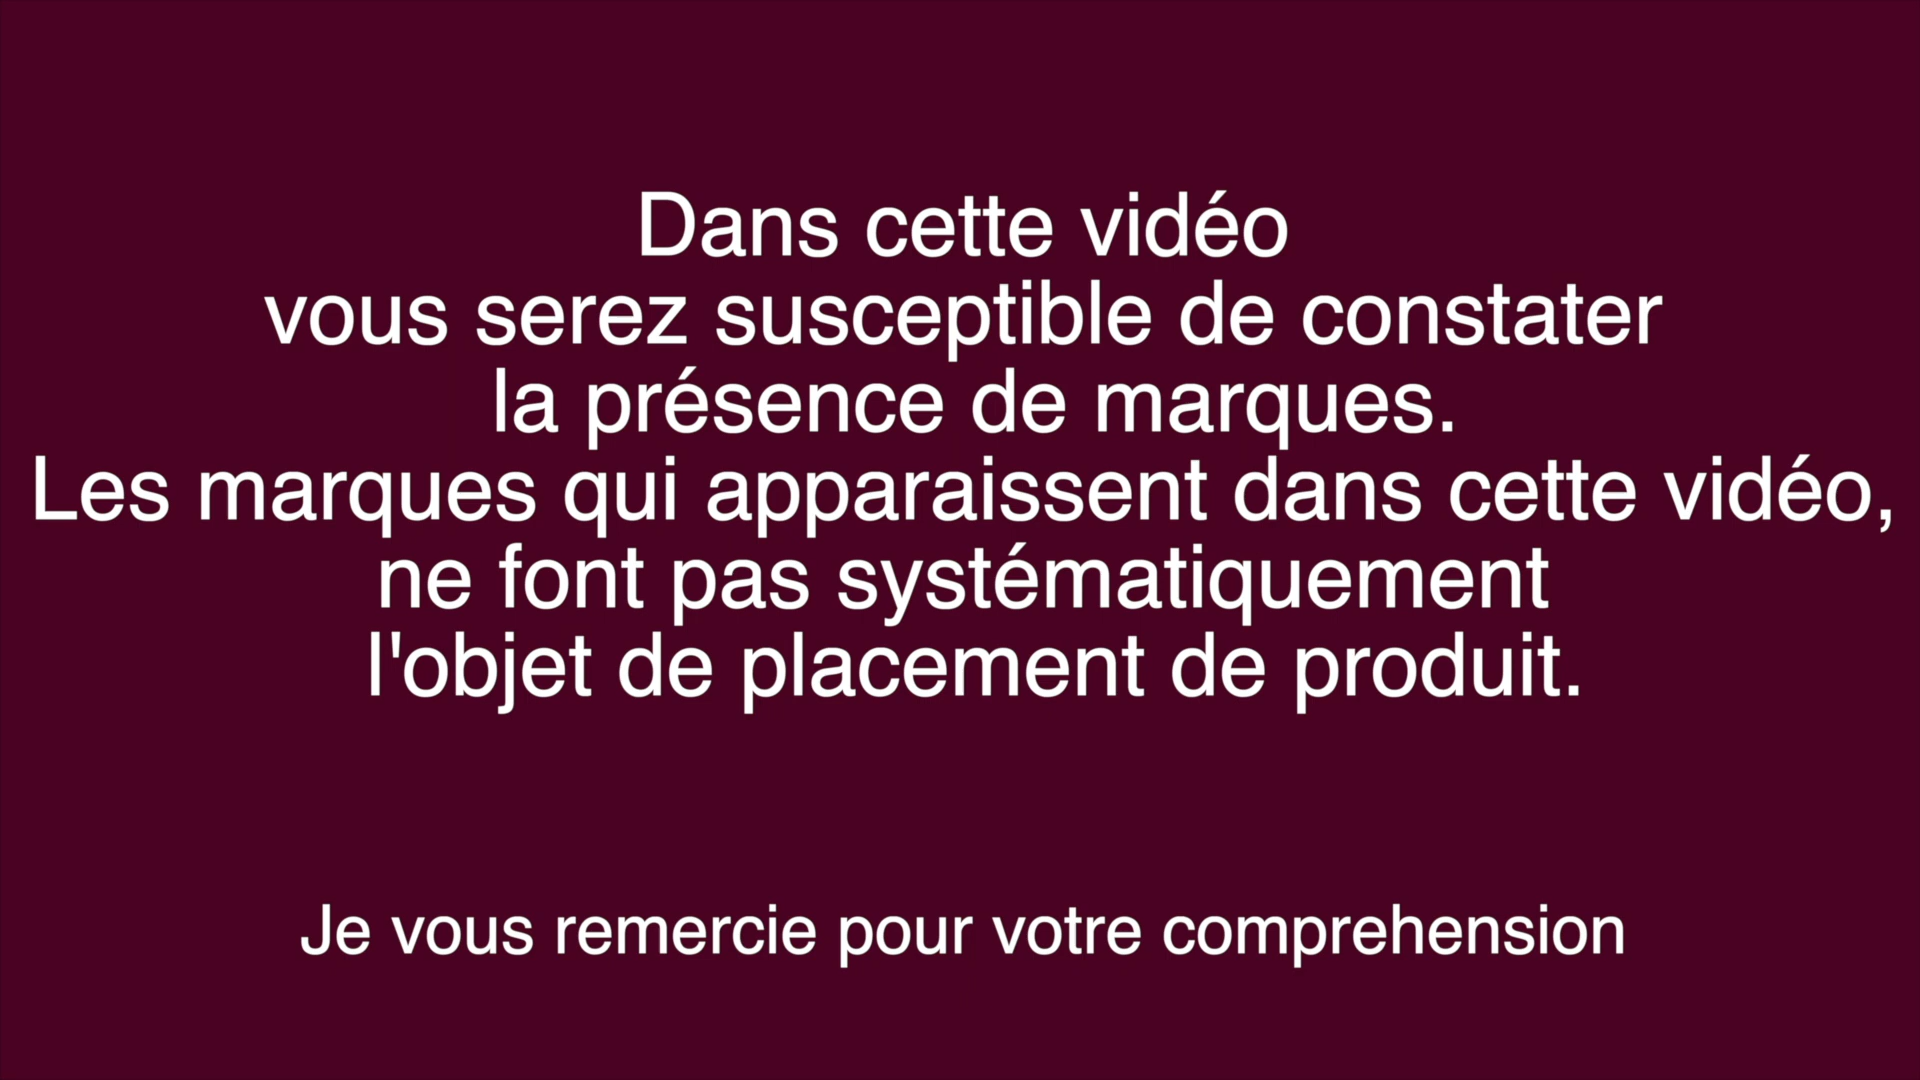 Dans cette vidéo
vous serez susceptible de constater
la présence de marques.
Les marques qui apparaissent dans cette vidéo,
ne font pas systématiquement
l'objet de placement de produit.
Je vous remercie pour votre comprehension